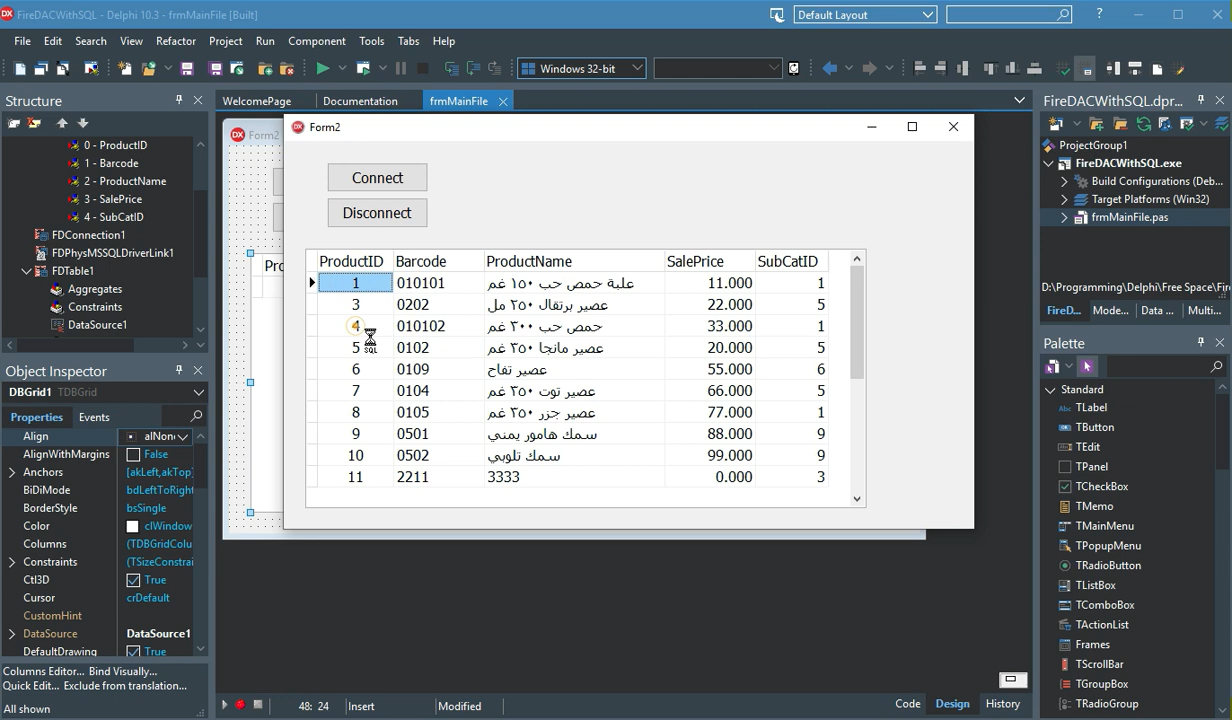 FireDACWithSQL - Delphi 10.3 - frmMainFile [Built]
Default Layout
File Edit Search View Refactor Project Run Component Tools Tabs Help
Windows 32-bit
Structure
0 - ProductID
1 - Barcode
2 - ProductName
3 - SalePrice
4 - SubCatID
FDConnection1
FDPhysMSSQLDriverLink1
FDTable1
Aggregates
Constraints
DataSource1
Object Inspector
DBGrid1 TDBGrid
Properties Events
Align alNone
AlignWithMargins False
Anchors [akLeft,akTop
BiDiMode bdLeftToRight
BorderStyle bsSingle
Color clWindow
Columns (TDBGridColu
Constraints (TSizeConstrai
Ctl3D True
Cursor crDefault
CustomHint
DataSource DataSource1
DefaultDrawing True
Columns Editor... Bind Visually...
Quick Edit... Exclude from translation...
All shown
WelcomePage Documentation frmMainFile
Form2
Form2
Connect
Disconnect
ProductID Barcode ProductName SalePrice SubCatID
1 010101 علبة حمص حب ١٥٠ غم 11.000 1
3 0202 عصير برتقال ٢٥٠ مل 22.000 5
4 010102 حمص حب ٣٠٠ غم 33.000 1
5 0102 عصير مانجا ٣٥٠ غم 20.000 5
6 0109 عصير تفاح 55.000 6
7 0104 عصير توت ٣٥٠ غم 66.000 5
8 0105 عصير جزر ٣٥٠ غم 77.000 1
9 0501 سمك هامور يمني 88.000 9
10 0502 سمك تلوبي 99.000 9
11 2211 3333 0.000 3
SQL
48: 24 Insert Modified
Code Design History
FireDACWithSQL.dpr...
ProjectGroup1
FireDACWithSQL.exe
Build Configurations (Deb...
Target Platforms (Win32)
frmMainFile.pas
D:\Programming\Delphi\Free Space\Fire
FireD... Mode... Data ... Multi...
Palette
Standard
TLabel
TButton
TEdit
TPanel
TCheckBox
TMemo
TMainMenu
TPopupMenu
TRadioButton
TListBox
TComboBox
TActionList
Frames
TScrollBar
TGroupBox
TRadioGroup